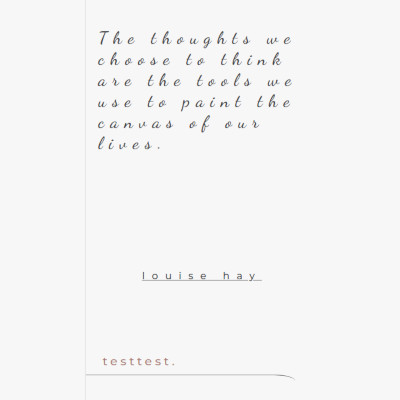 The thoughts we
choose to think
are the tools we
use to paint the
canvas of our
lives.
louise hay
testtest.